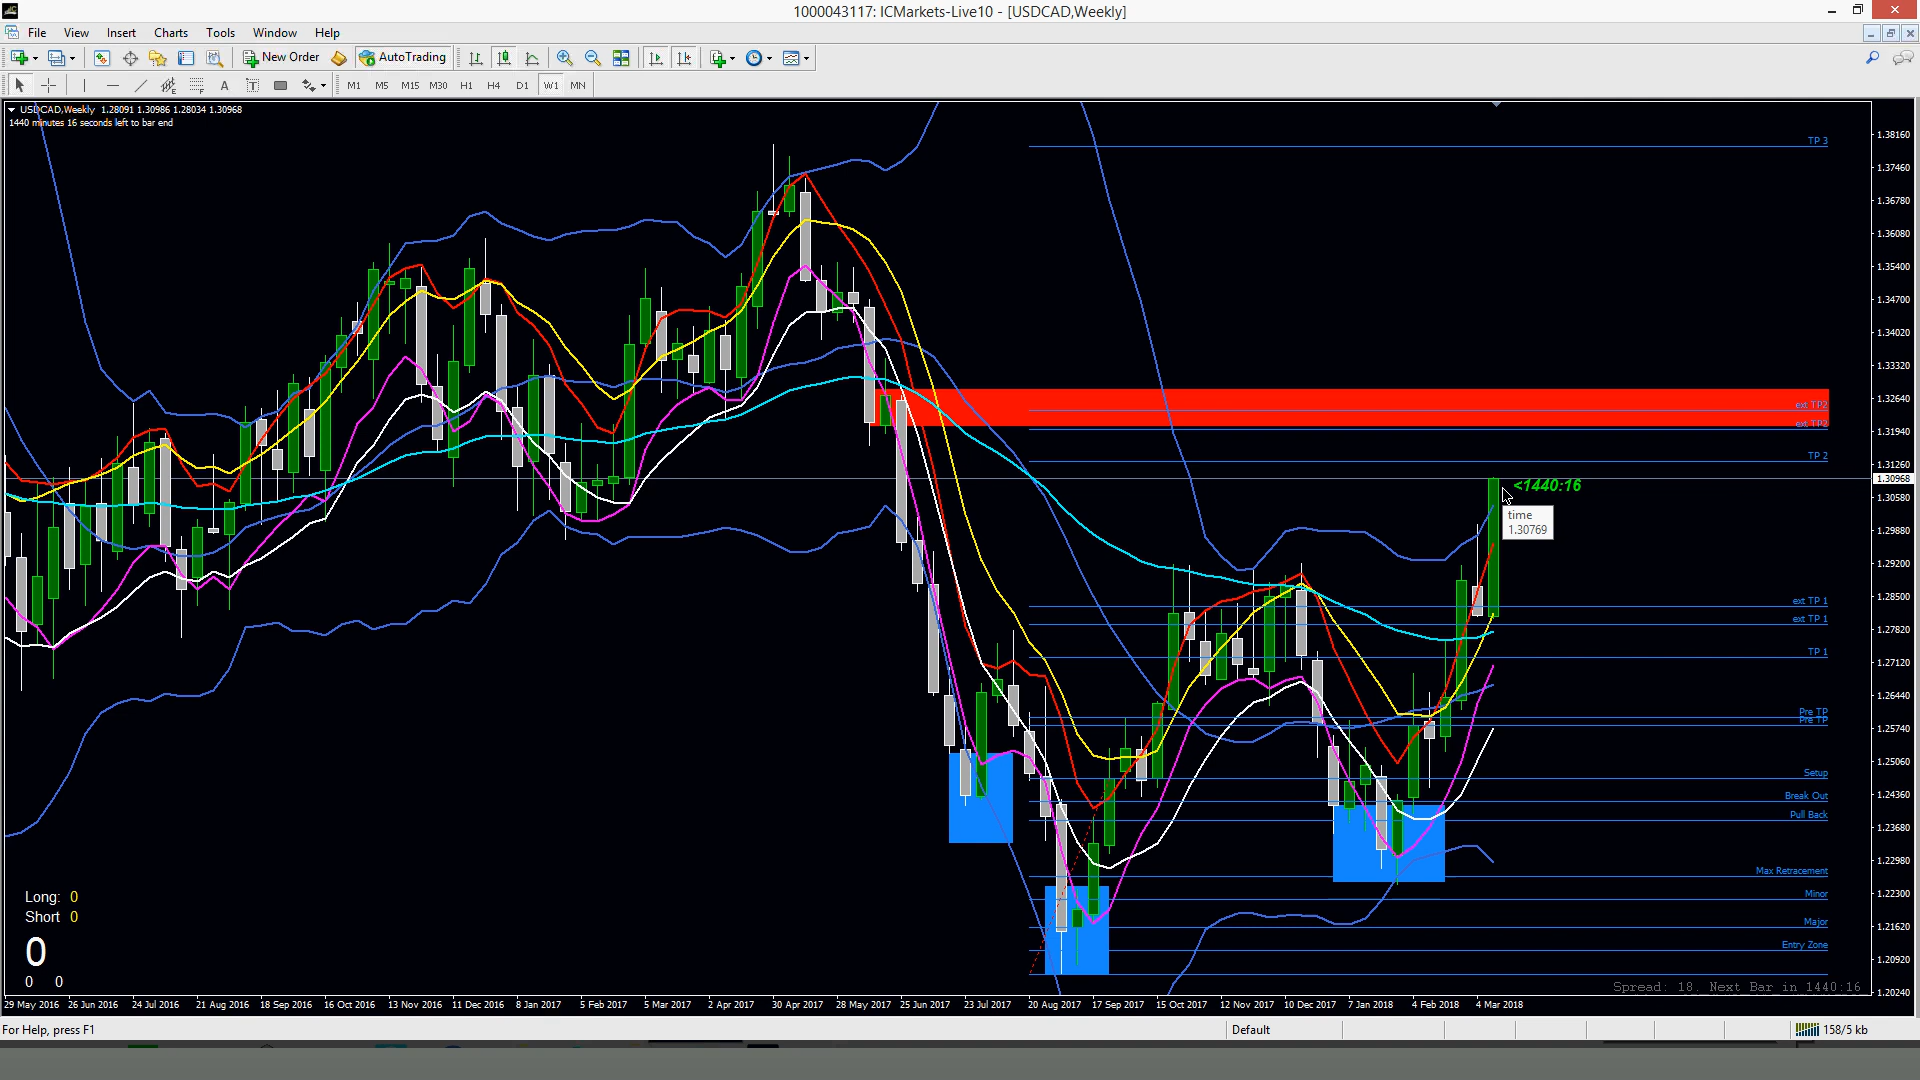 1000043117: ICMarkets-Live10 - [USDCAD,Weekly]
File View Insert Charts Tools Window Help
New Order AutoTrading
A T M1 M5 M15 M30 H1 H4 D1 W1 MN
USDCAD,Weekly 1.28091 1.30986 1.28034 1.30968
1440 minutes 16 seconds left to bar end
TP 3
ext TP2
ext TP2
TP 2
<1440:16
time
1.30769
ext TP 1
ext TP 1
TP 1
Pre TP
Pre TP
Setup
Break Out
Pull Back
Max Retracement
Minor
Major
Entry Zone
1.38160
1.37460
1.36780
1.36080
1.35400
1.34700
1.34020
1.33320
1.32640
1.31940
1.31260
1.30968
1.30580
1.29880
1.29200
1.28500
1.27820
1.27120
1.26440
1.25740
1.25060
1.24360
1.23680
1.22980
1.22300
1.21620
1.20920
1.20240
Long: 0
Short 0
0
0 0
Spread: 18. Next Bar in 1440:16
29 May 2016 26 Jun 2016 24 Jul 2016 21 Aug 2016 18 Sep 2016 16 Oct 2016 13 Nov 2016 11 Dec 2016 8 Jan 2017 5 Feb 2017 5 Mar 2017 2 Apr 2017 30 Apr 2017 28 May 2017 25 Jun 2017 23 Jul 2017 20 Aug 2017 17 Sep 2017 15 Oct 2017 12 Nov 2017 10 Dec 2017 7 Jan 2018 4 Feb 2018 4 Mar 2018
For Help, press F1 Default 158/5 kb